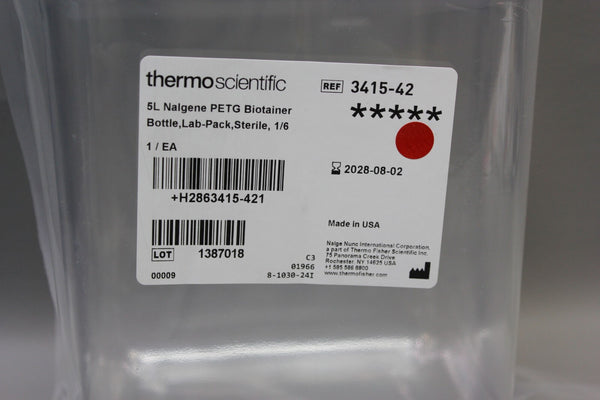 thermo scientific
REF 3415-42
5L Nalgene PETG Biotainer
Bottle,Lab-Pack,Sterile, 1/6
*****
1 / EA
2028-08-02
+H2863415-421
Made in USA
LOT 1387018
Nalge Nunc International Corporation,
a part of Thermo Fisher Scientific Inc.
75 Panorama Creek Drive
Rochester, NY 14625 USA
+1 585 586 8800
www.thermofisher.com
C3
01966
00009
8-1030-24I